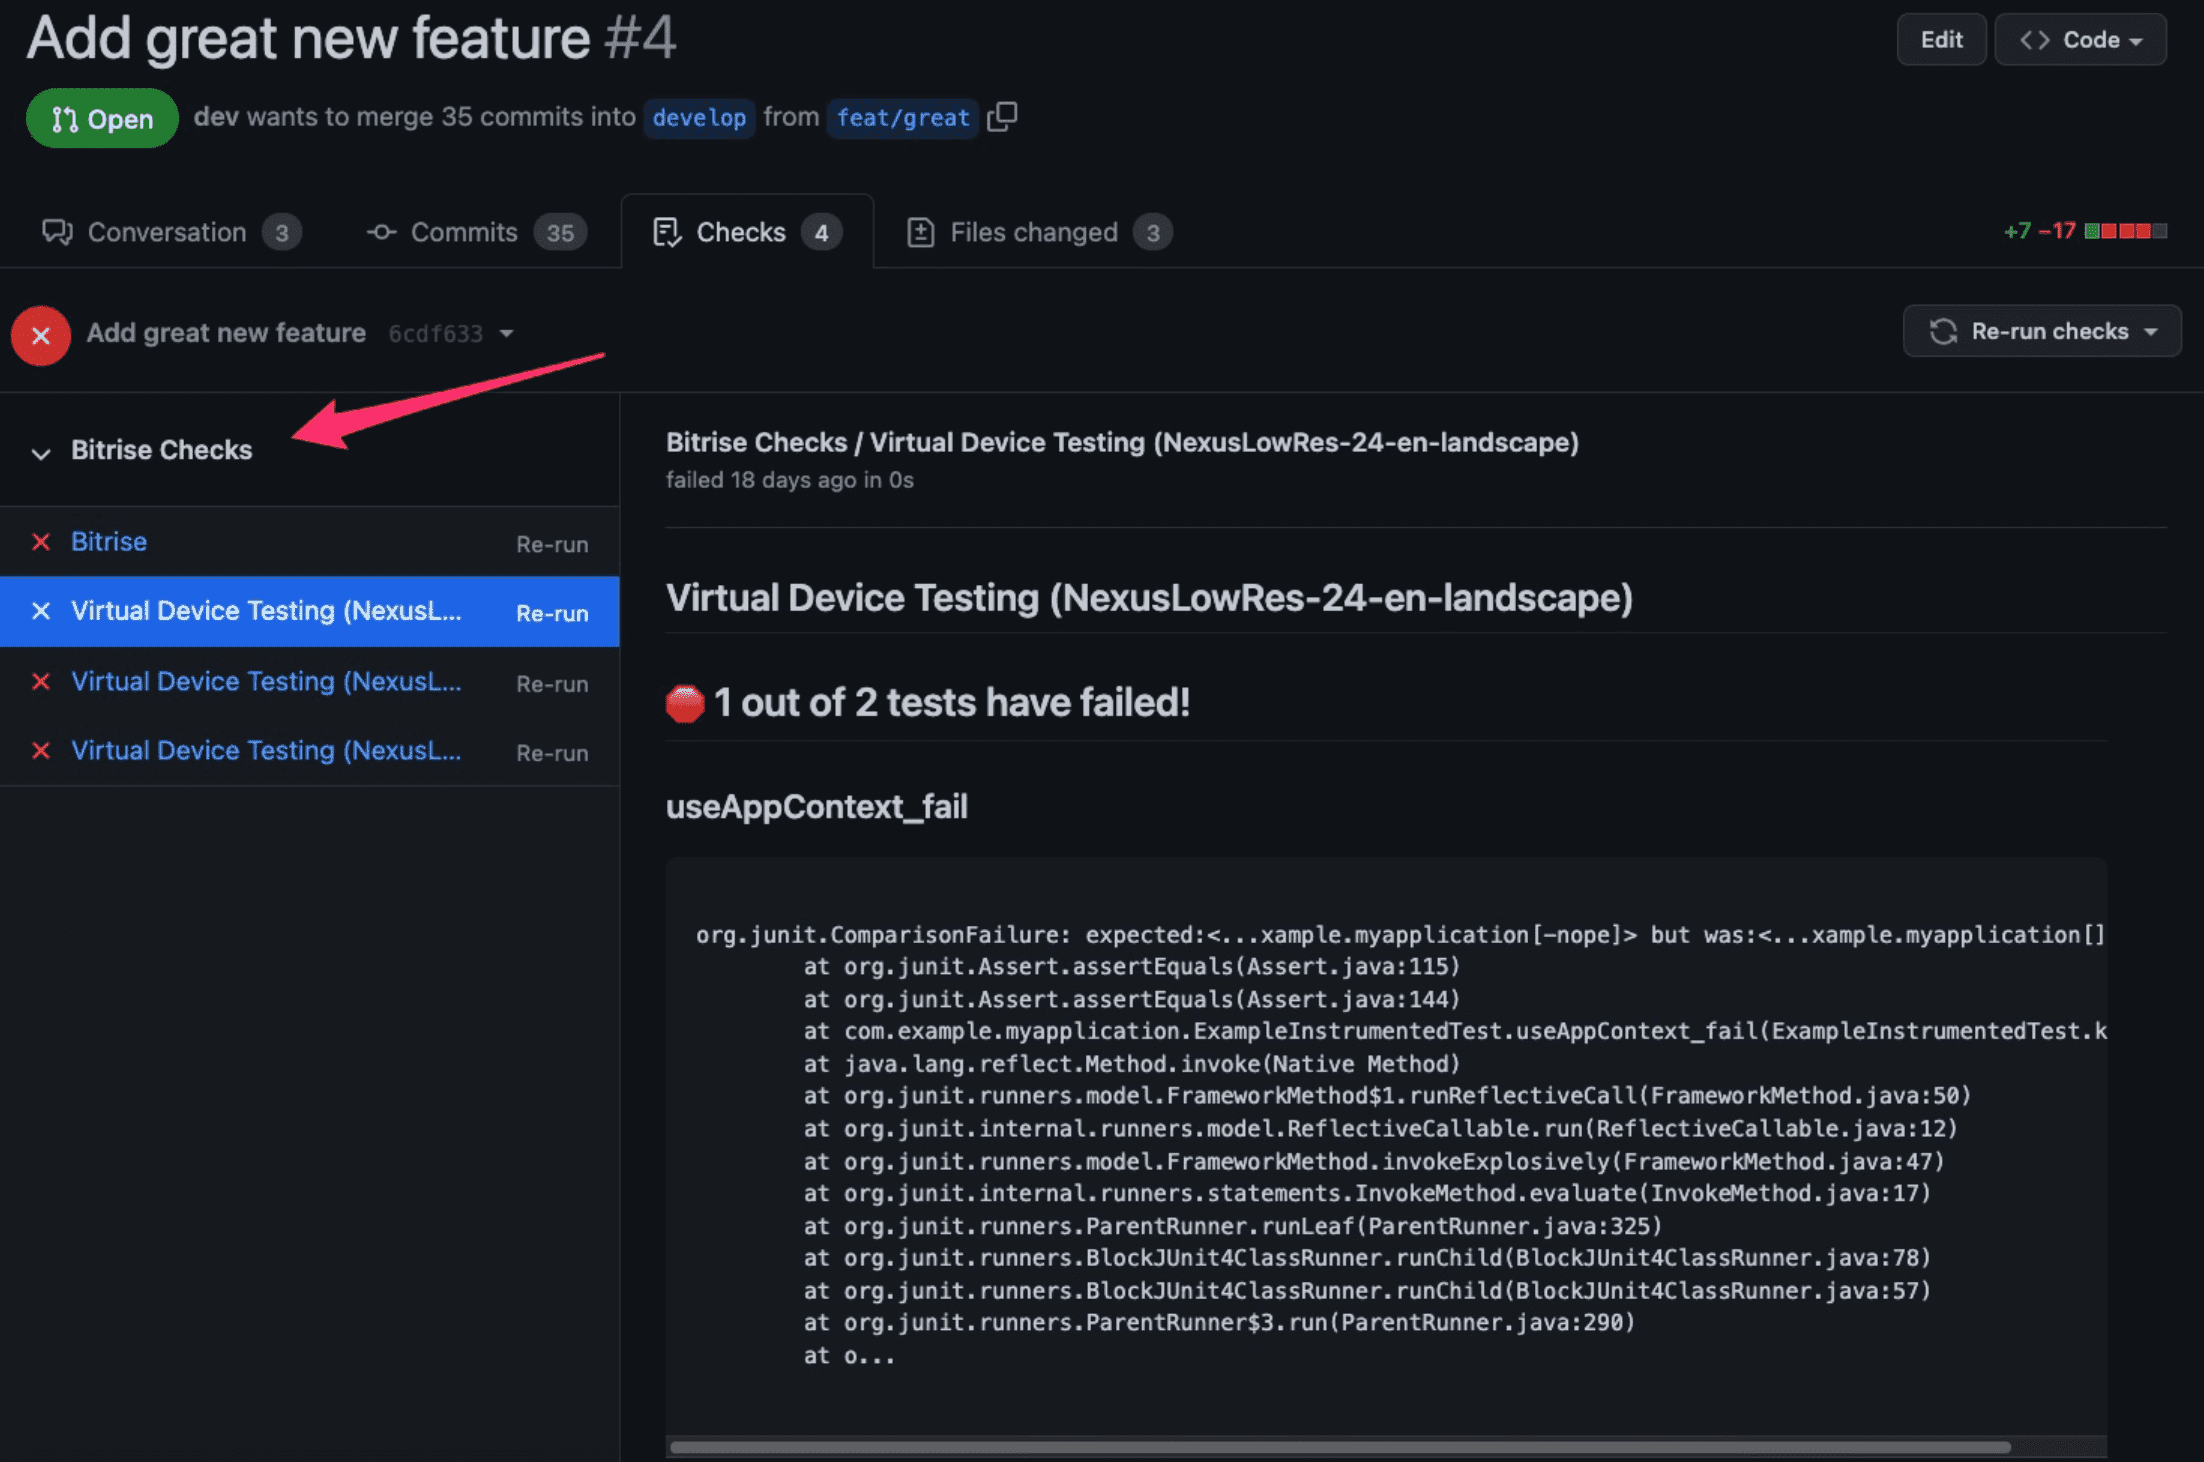 Add great new feature #4
Edit
Code
Open
dev wants to merge 35 commits into develop from feat/great
Conversation 3
Commits 35
Checks 4
Files changed 3
+7 −17
Add great new feature 6cdf633
Re-run checks
Bitrise Checks
Bitrise Re-run
Virtual Device Testing (NexusL... Re-run
Virtual Device Testing (NexusL... Re-run
Virtual Device Testing (NexusL... Re-run
Bitrise Checks / Virtual Device Testing (NexusLowRes-24-en-landscape)
failed 18 days ago in 0s
Virtual Device Testing (NexusLowRes-24-en-landscape)
1 out of 2 tests have failed!
useAppContext_fail
org.junit.ComparisonFailure: expected:<...xample.myapplication[-nope]> but was:<...xample.myapplication[]
at org.junit.Assert.assertEquals(Assert.java:115)
at org.junit.Assert.assertEquals(Assert.java:144)
at com.example.myapplication.ExampleInstrumentedTest.useAppContext_fail(ExampleInstrumentedTest.k
at java.lang.reflect.Method.invoke(Native Method)
at org.junit.runners.model.FrameworkMethod$1.runReflectiveCall(FrameworkMethod.java:50)
at org.junit.internal.runners.model.ReflectiveCallable.run(ReflectiveCallable.java:12)
at org.junit.runners.model.FrameworkMethod.invokeExplosively(FrameworkMethod.java:47)
at org.junit.internal.runners.statements.InvokeMethod.evaluate(InvokeMethod.java:17)
at org.junit.runners.ParentRunner.runLeaf(ParentRunner.java:325)
at org.junit.runners.BlockJUnit4ClassRunner.runChild(BlockJUnit4ClassRunner.java:78)
at org.junit.runners.BlockJUnit4ClassRunner.runChild(BlockJUnit4ClassRunner.java:57)
at org.junit.runners.ParentRunner$3.run(ParentRunner.java:290)
at o...